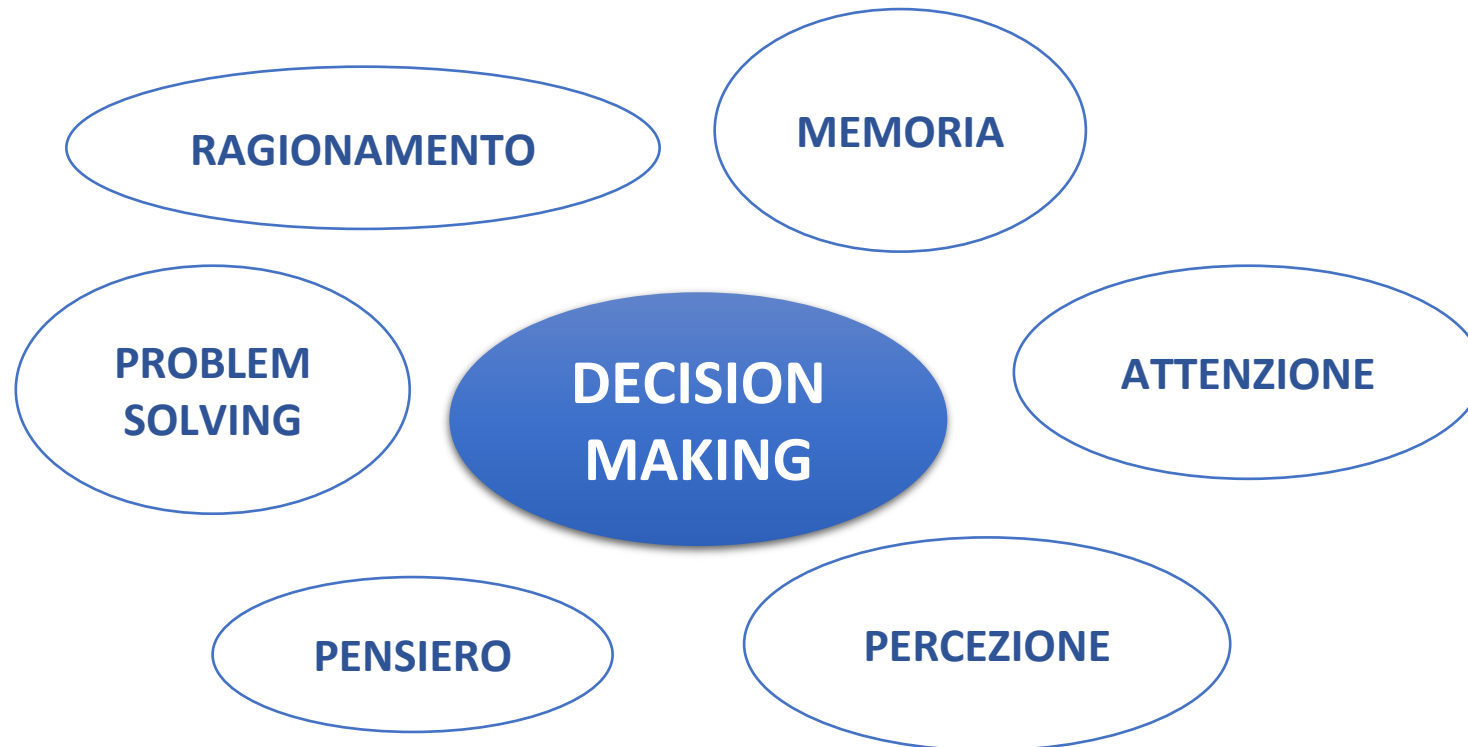 RAGIONAMENTO
MEMORIA
PROBLEM
SOLVING
DECISION
MAKING
ATTENZIONE
PENSIERO
PERCEZIONE